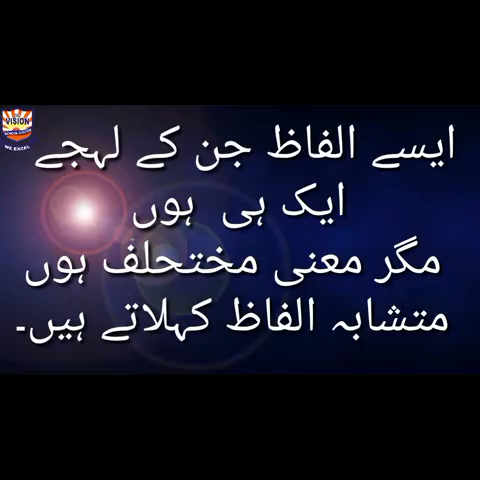 VISION
WE EXCEL
ایسے الفاظ جن کے لہجے
ایک ہی ہوں
مگر معنی مختحلف ہوں
متشابہ الفاظ کہلاتے ہیں۔